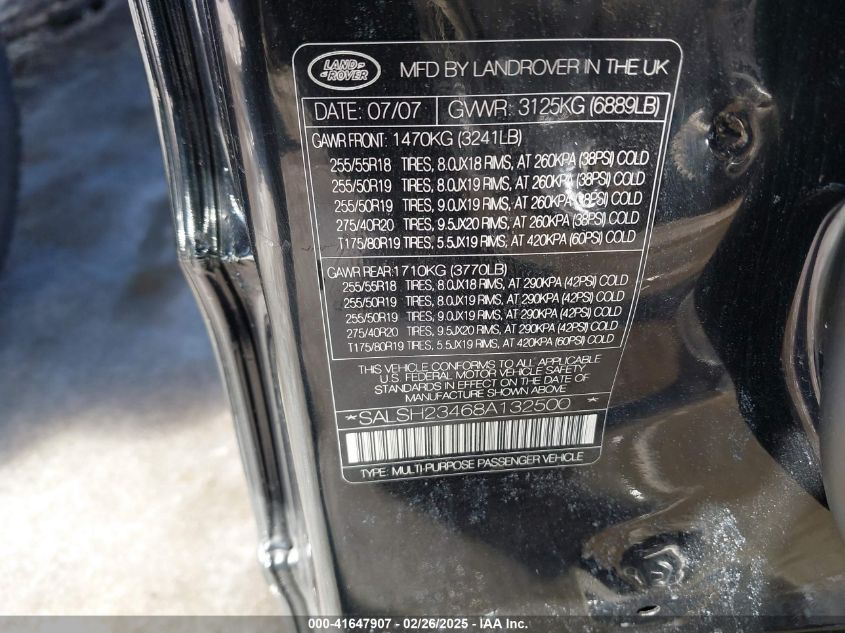 LAND ROVER
MFD BY LANDROVER IN THE UK
DATE: 07/07 GVWR: 3125KG (6889LB)
GAWR FRONT: 1470KG (3241LB)
255/55R18 TIRES, 8.0JX18 RIMS, AT 260KPA (38PSI) COLD
255/50R19 TIRES, 8.0JX19 RIMS, AT 260KPA (38PSI) COLD
255/50R19 TIRES, 9.0JX19 RIMS, AT 260KPA (38PSI) COLD
275/40R20 TIRES, 9.5JX20 RIMS, AT 260KPA (38PSI) COLD
T175/80R19 TIRES, 5.5JX19 RIMS, AT 420KPA (60PSI) COLD
GAWR REAR: 1710KG (3770LB)
255/55R18 TIRES, 8.0JX18 RIMS, AT 290KPA (42PSI) COLD
255/50R19 TIRES, 8.0JX19 RIMS, AT 290KPA (42PSI) COLD
255/50R19 TIRES, 9.0JX19 RIMS, AT 290KPA (42PSI) COLD
275/40R20 TIRES, 9.5JX20 RIMS, AT 290KPA (42PSI) COLD
T175/80R19 TIRES, 5.5JX19 RIMS, AT 420KPA (60PSI) COLD
THIS VEHICLE CONFORMS TO ALL APPLICABLE
U.S. FEDERAL MOTOR VEHICLE SAFETY
STANDARDS IN EFFECT ON THE DATE OF
MANUFACTURE SHOWN ABOVE.
*SALSH23468A132500*
TYPE: MULTI-PURPOSE PASSENGER VEHICLE
000-41647907 - 02/26/2025 - IAA Inc.